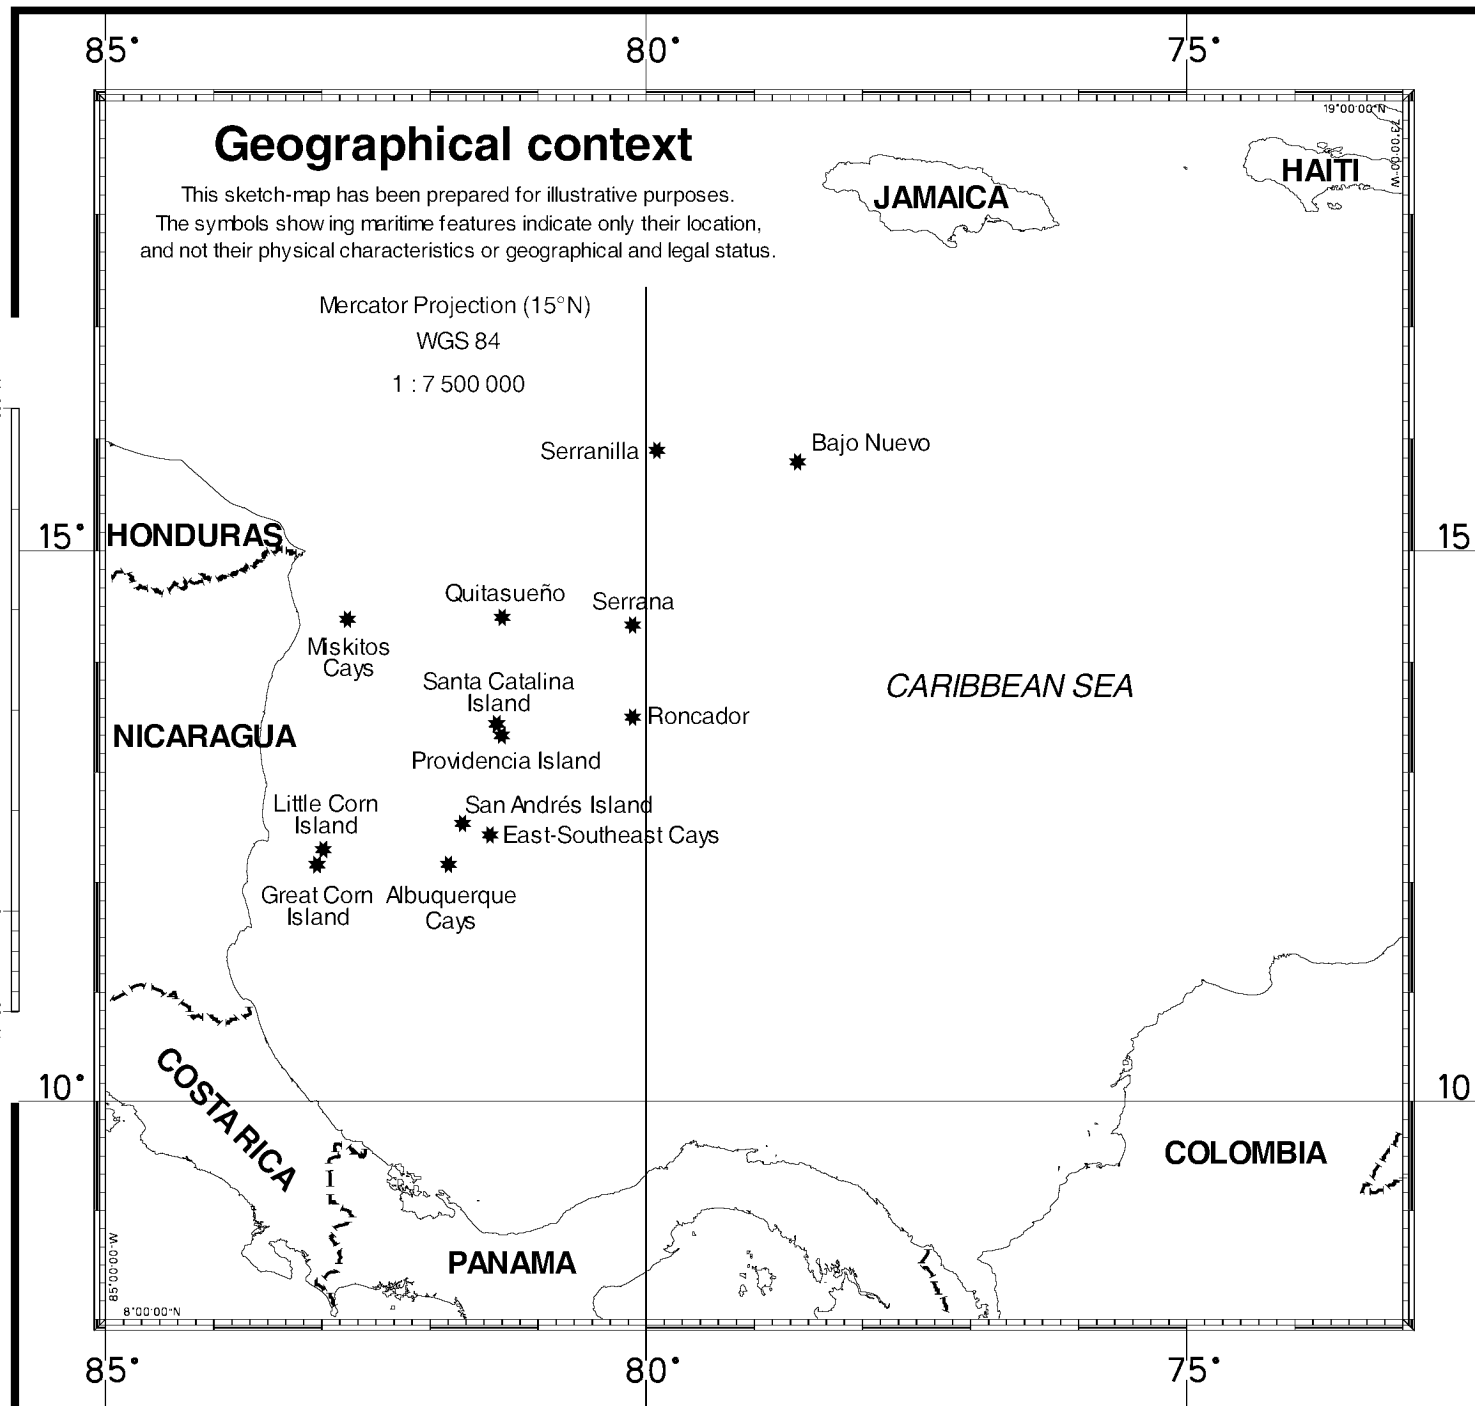 85° 80° 75°
19°00'00"N
73°00'00"W
Geographical context
This sketch-map has been prepared for illustrative purposes.
The symbols showing maritime features indicate only their location,
and not their physical characteristics or geographical and legal status.
Mercator Projection (15°N)
WGS 84
1 : 7 500 000
JAMAICA
HAITI
Serranilla
Bajo Nuevo
15°
HONDURAS
15
Quitasueño
Serrana
Miskitos
Cays
Santa Catalina
Island
CARIBBEAN SEA
Roncador
NICARAGUA
Providencia Island
Little Corn
Island
San Andrés Island
East-Southeast Cays
Great Corn
Island
Albuquerque
Cays
COSTA RICA
10°
10
COLOMBIA
PANAMA
85°00'00"W
8°00'00"N
85° 80° 75°